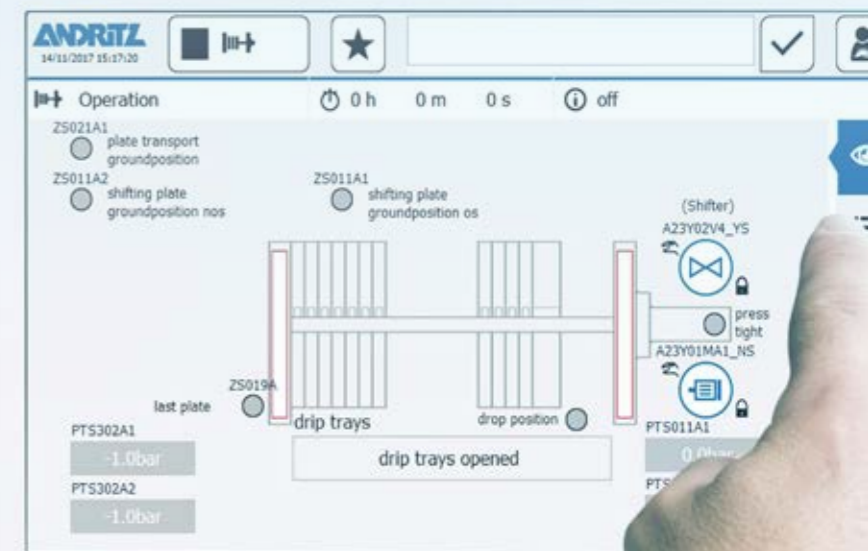 ANDRITZ
14/11/2017 15:17:20
Operation
0 h 0 m 0 s
off
ZS021A1
plate transport
groundposition
ZS011A2
shifting plate
groundposition nos
ZS011A1
shifting plate
groundposition os
(Shifter)
A23Y02V4_YS
press
tight
A23Y01MA1_NS
ZS019A
last plate
drip trays
drop position
PTS302A1
-1.0bar
drip trays opened
PTS011A1
0.0bar
PTS302A2
-1.0bar